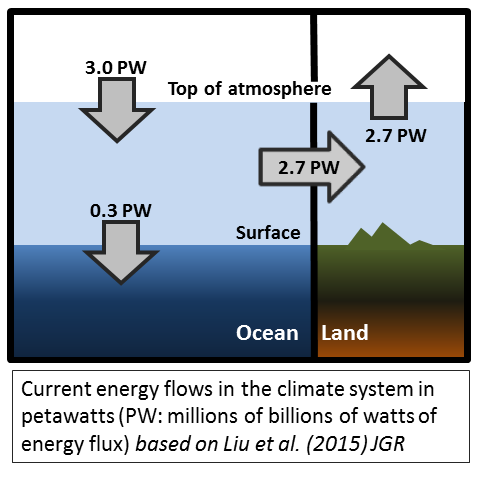 3.0 PW
Top of atmosphere
2.7 PW
2.7 PW
0.3 PW
Surface
Ocean
Land
Current energy flows in the climate system in
petawatts (PW: millions of billions of watts of
energy flux) based on Liu et al. (2015) JGR